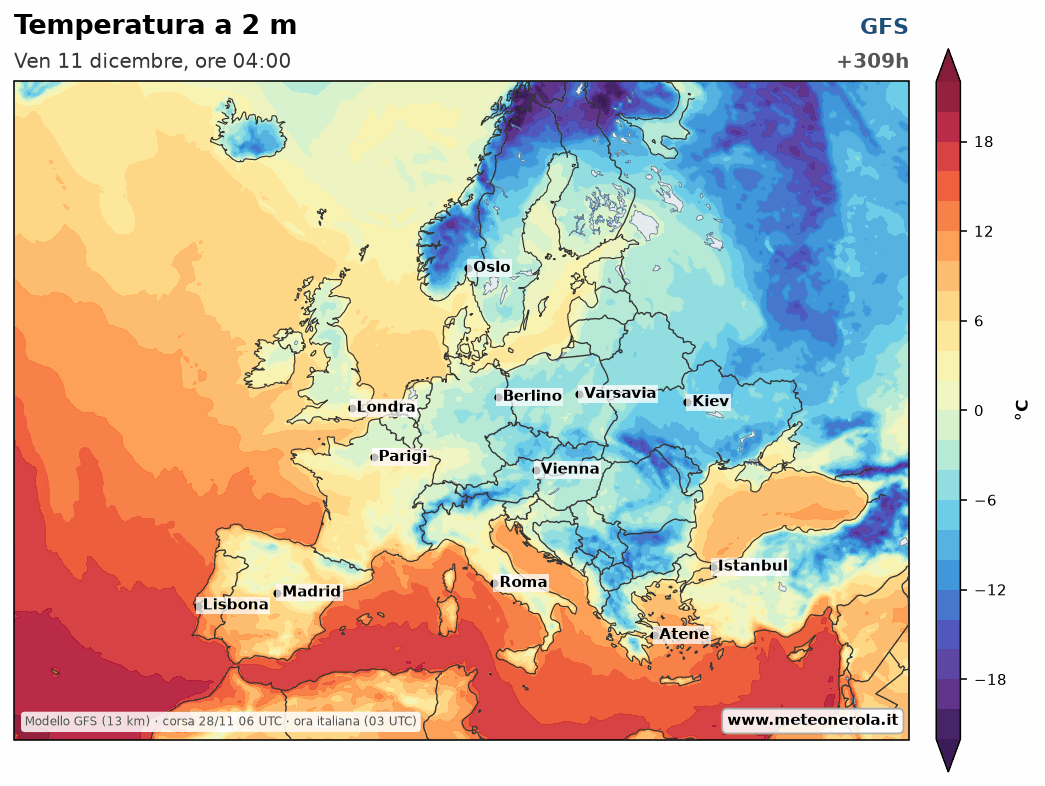 Temperatura a 2 m
GFS
Ven 11 dicembre, ore 04:00
+309h
Oslo
Berlino
Varsavia
Kiev
Londra
Parigi
Vienna
Istanbul
Roma
Madrid
Lisbona
Atene
Modello GFS (13 km) · corsa 28/11 06 UTC · ora italiana (03 UTC)
www.meteonerola.it
18
12
6
0
−6
−12
−18
°C